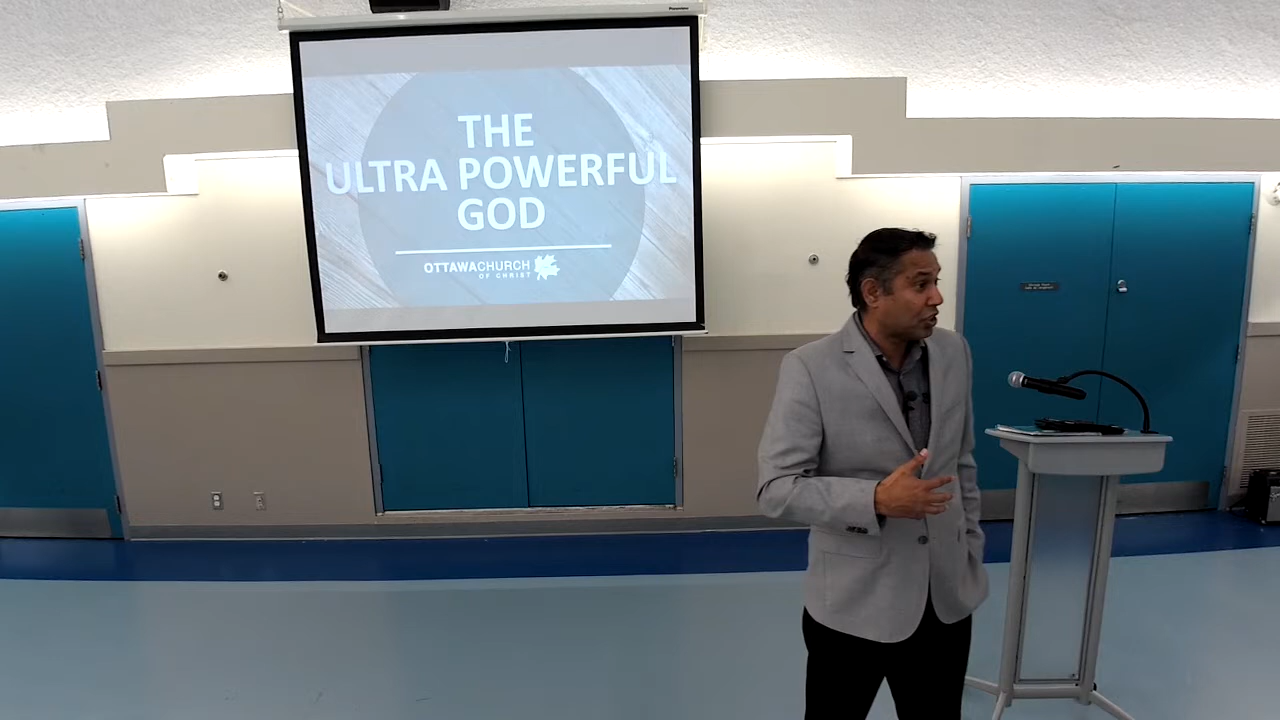 THE
ULTRA POWERFUL
GOD
OTTAWACHURCH
OF CHRIST